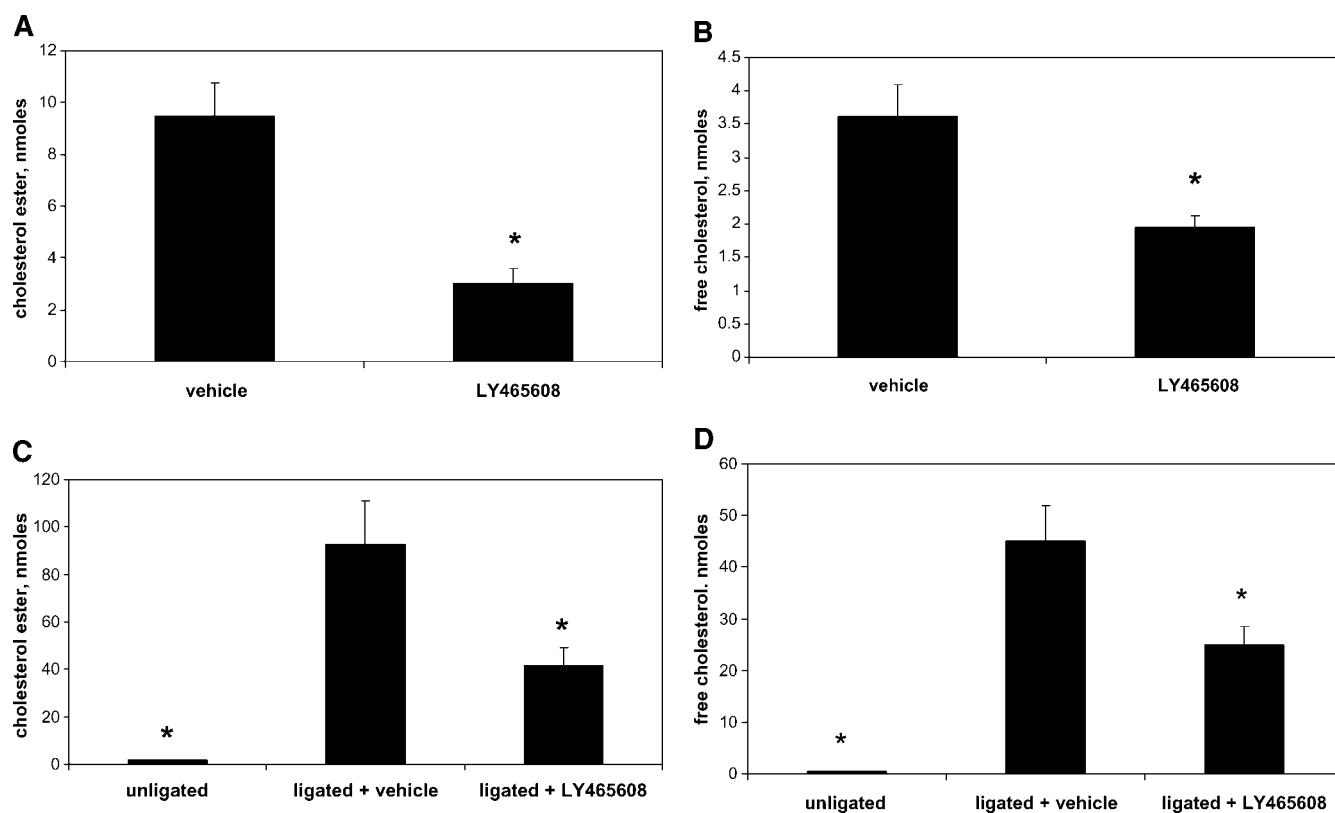 A
cholesterol ester, nmoles
12
10
8
6
4
2
0
*
vehicle
LY465608
B
free cholesterol, nmoles
4.5
4
3.5
3
2.5
2
1.5
1
0.5
0
*
vehicle
LY465608
C
cholesterol ester, nmoles
120
100
80
60
40
20
0
*
*
unligated
ligated + vehicle
ligated + LY465608
D
free cholesterol. nmoles
60
50
40
30
20
10
0
*
*
unligated
ligated + vehicle
ligated + LY465608